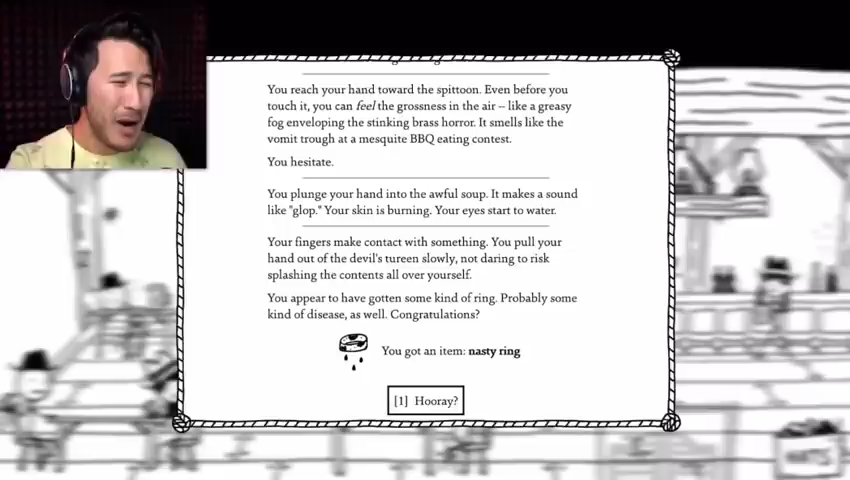 You reach your hand toward the spittoon. Even before you
touch it, you can feel the grossness in the air – like a greasy
fog enveloping the stinking brass horror. It smells like the
vomit trough at a mesquite BBQ eating contest.
You hesitate.
You plunge your hand into the awful soup. It makes a sound
like "glop." Your skin is burning. Your eyes start to water.
Your fingers make contact with something. You pull your
hand out of the devil's tureen slowly, not daring to risk
splashing the contents all over yourself.
You appear to have gotten some kind of ring. Probably some
kind of disease, as well. Congratulations?
You got an item: nasty ring
[1] Hooray?